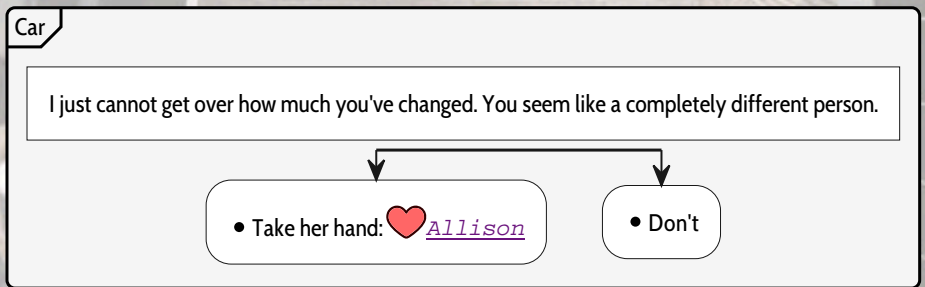 Car
I just cannot get over how much you've changed. You seem like a completely different person.
• Take her hand: Allison
• Don't